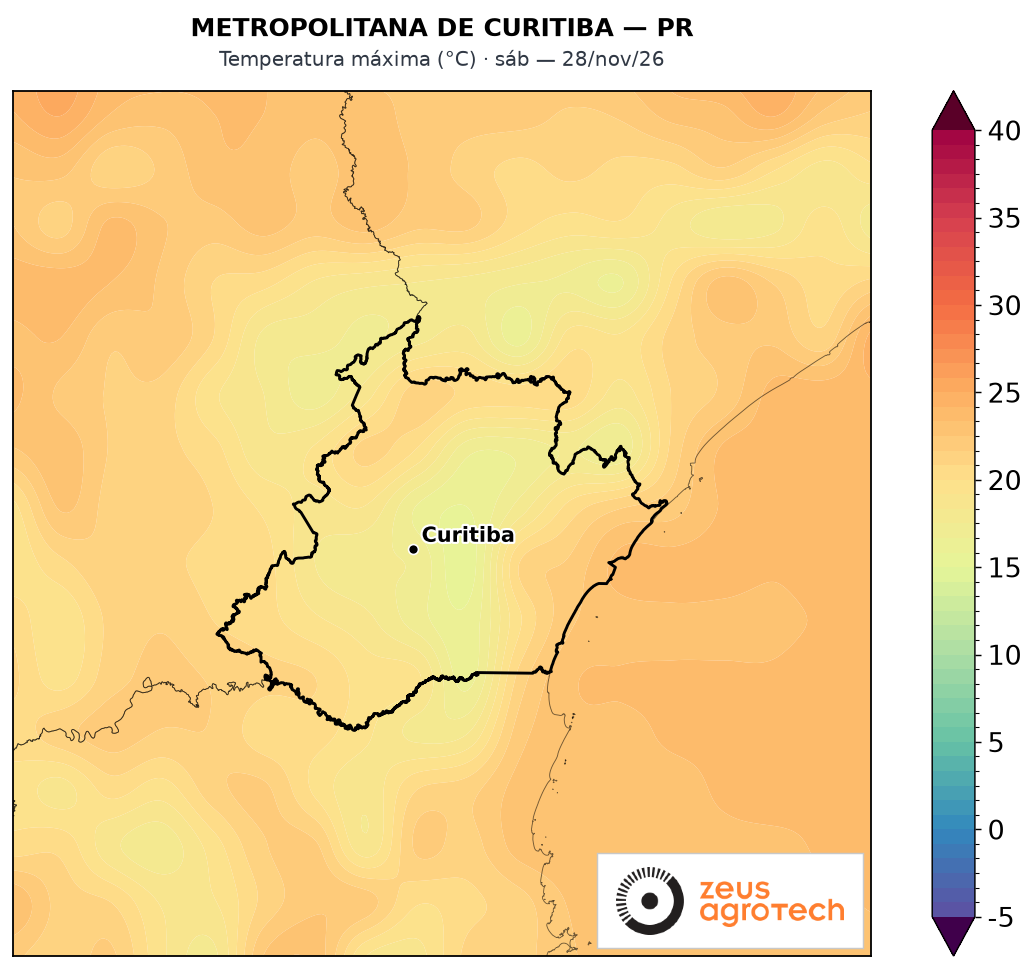 METROPOLITANA DE CURITIBA — PR
Temperatura máxima (°C) · sáb — 28/nov/26
40
35
30
25
20
15
10
5
0
-5
Curitiba
zeus
agrotech